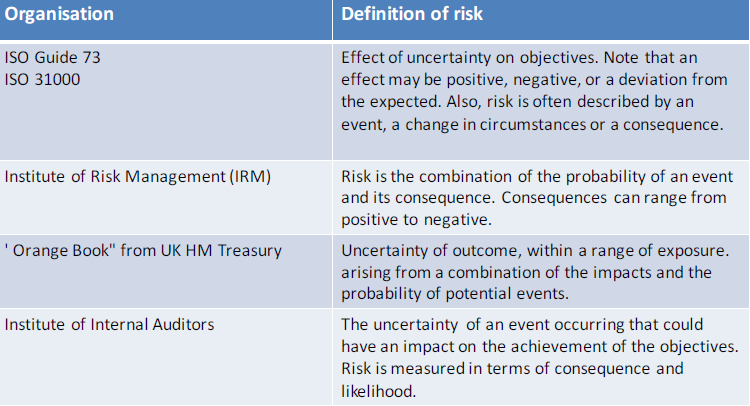 Organisation
Definition of risk
ISO Guide 73
ISO 31000
Effect of uncertainty on objectives. Note that an
effect may be positive, negative, or a deviation from
the expected. Also, risk is often described by an
event, a change in circumstances or a consequence.
Institute of Risk Management (IRM)
Risk is the combination of the probability of an event
and its consequence. Consequences can range from
positive to negative.
' Orange Book" from UK HM Treasury
Uncertainty of outcome, within a range of exposure.
arising from a combination of the impacts and the
probability of potential events.
Institute of Internal Auditors
The uncertainty of an event occurring that could
have an impact on the achievement of the objectives.
Risk is measured in terms of consequence and
likelihood.